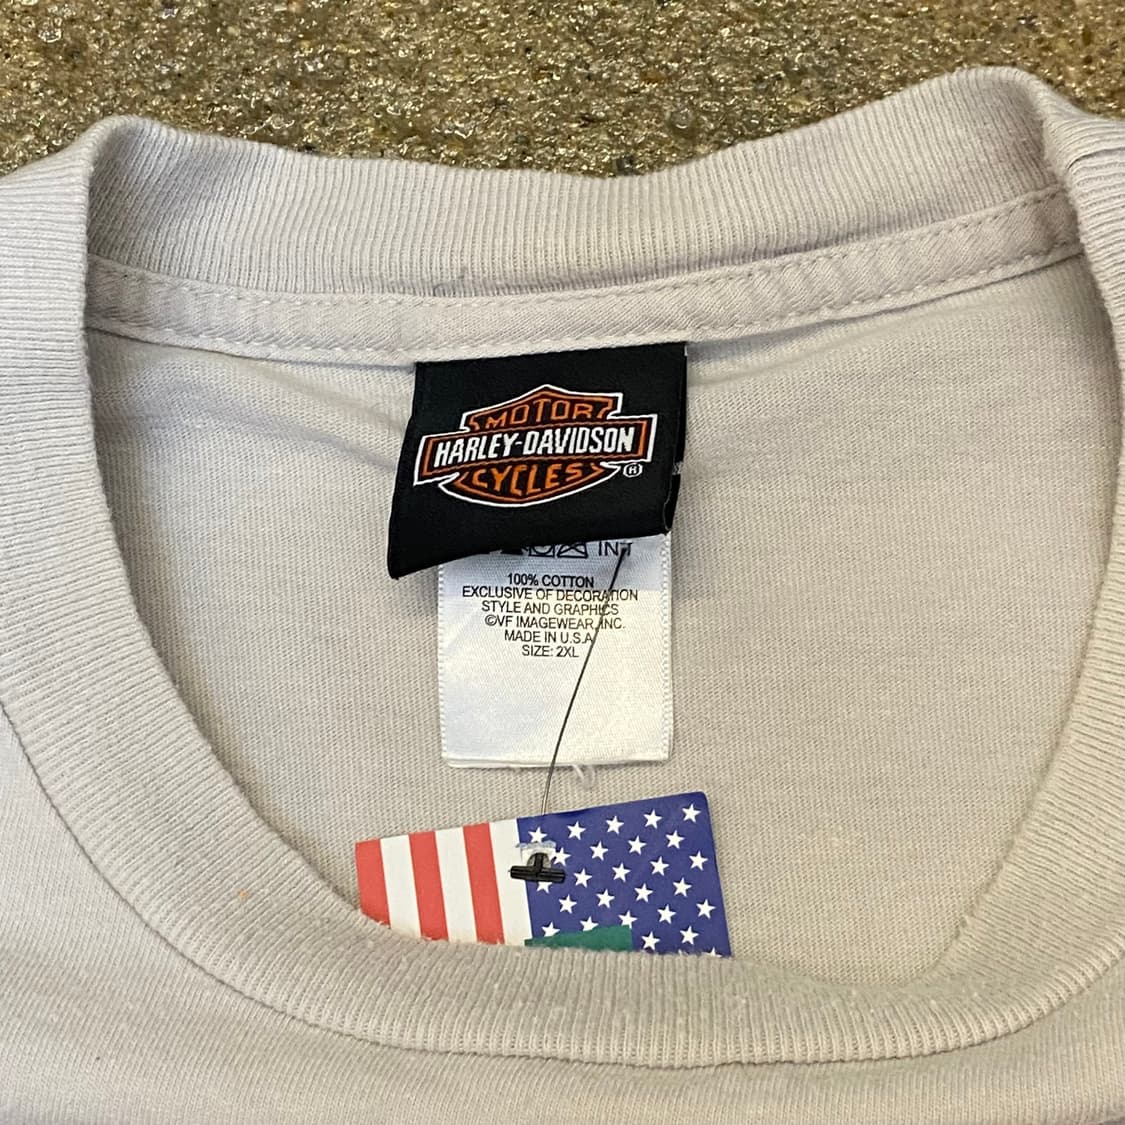 MOTOR
HARLEY-DAVIDSON
CYCLES
®
INT
100% COTTON
EXCLUSIVE OF DECORATION
STYLE AND GRAPHICS
©VF IMAGEWEAR, INC.
MADE IN U.S.A
SIZE: 2XL